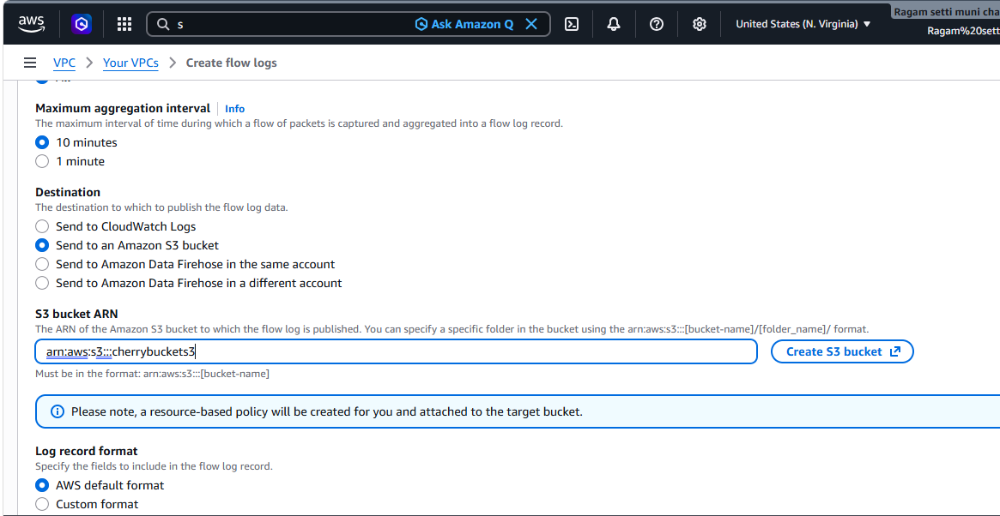 Ragam setti muni cha
aws
s
Ask Amazon Q
United States (N. Virginia)
Ragam%20sett
VPC > Your VPCs > Create flow logs
Maximum aggregation interval | Info
The maximum interval of time during which a flow of packets is captured and aggregated into a flow log record.
10 minutes
1 minute
Destination
The destination to which to publish the flow log data.
Send to CloudWatch Logs
Send to an Amazon S3 bucket
Send to Amazon Data Firehose in the same account
Send to Amazon Data Firehose in a different account
S3 bucket ARN
The ARN of the Amazon S3 bucket to which the flow log is published. You can specify a specific folder in the bucket using the arn:aws:s3:::[bucket-name]/[folder_name]/ format.
arn:aws:s3:::cherrybuckets3
Create S3 bucket
Must be in the format: arn:aws:s3:::[bucket-name]
Please note, a resource-based policy will be created for you and attached to the target bucket.
Log record format
Specify the fields to include in the flow log record.
AWS default format
Custom format